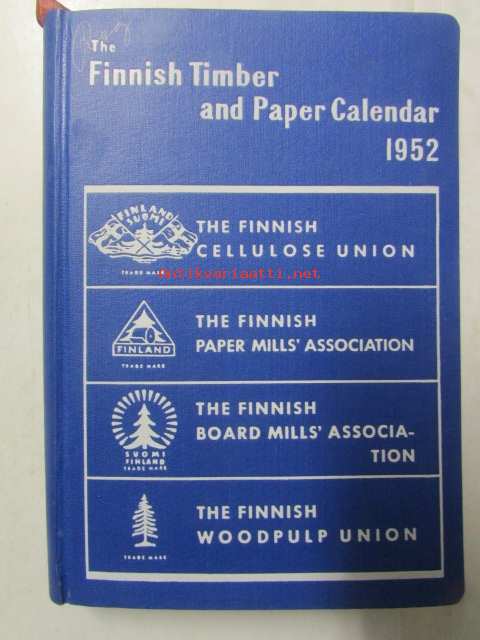 The
Finnish Timber
and Paper Calendar
1952
FINLAND
SUOMI
TRADE MARK
THE FINNISH
CELLULOSE UNION
Antikvariaatti.net
FINLAND
TRADE MARK
THE FINNISH
PAPER MILLS' ASSOCIATION
SUOMI
FINLAND
TRADE MARK
THE FINNISH
BOARD MILLS' ASSOCIA-
TION
TRADE MARK
THE FINNISH
WOODPULP UNION